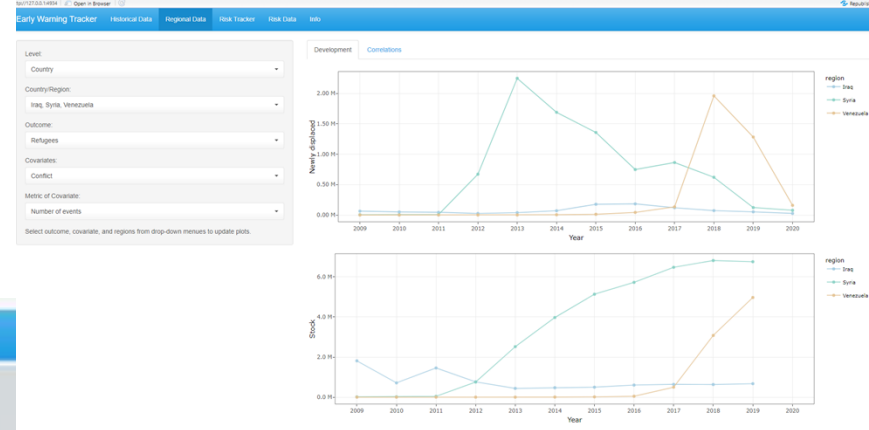 Open in Browser
Republis
Early Warning Tracker Historical Data Regional Data Risk Tracker Risk Data Info
Level:
Country
Country/Region:
Iraq, Syria, Venezuela
Outcome:
Refugees
Covariates:
Conflict
Metric of Covariate:
Number of events
Select outcome, covariate, and regions from drop-down menues to update plots.
Development Correlations
2.00 M
1.50 M
1.00 M
0.50 M
0.00 M
Newly displaced
2009 2010 2011 2012 2013 2014 2015 2016 2017 2018 2019 2020
Year
region
Iraq
Syria
Venezuela
6.0 M
4.0 M
2.0 M
0.0 M
Stock
2009 2010 2011 2012 2013 2014 2015 2016 2017 2018 2019 2020
Year
region
Iraq
Syria
Venezuela